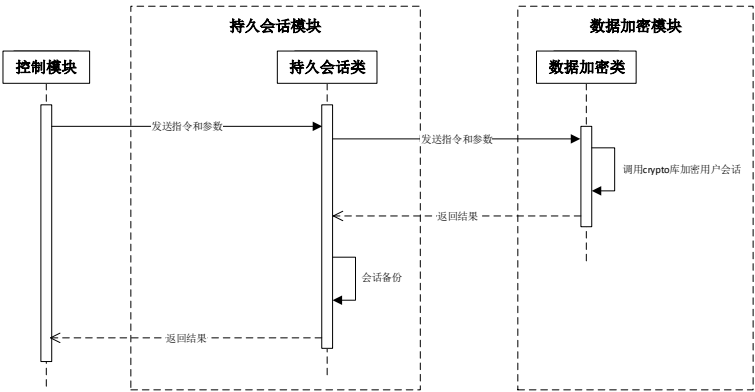 持久会话模块
数据加密模块
控制模块
持久会话类
数据加密类
发送指令和参数
发送指令和参数
调用crypto库加密用户会话
返回结果
会话备份
返回结果